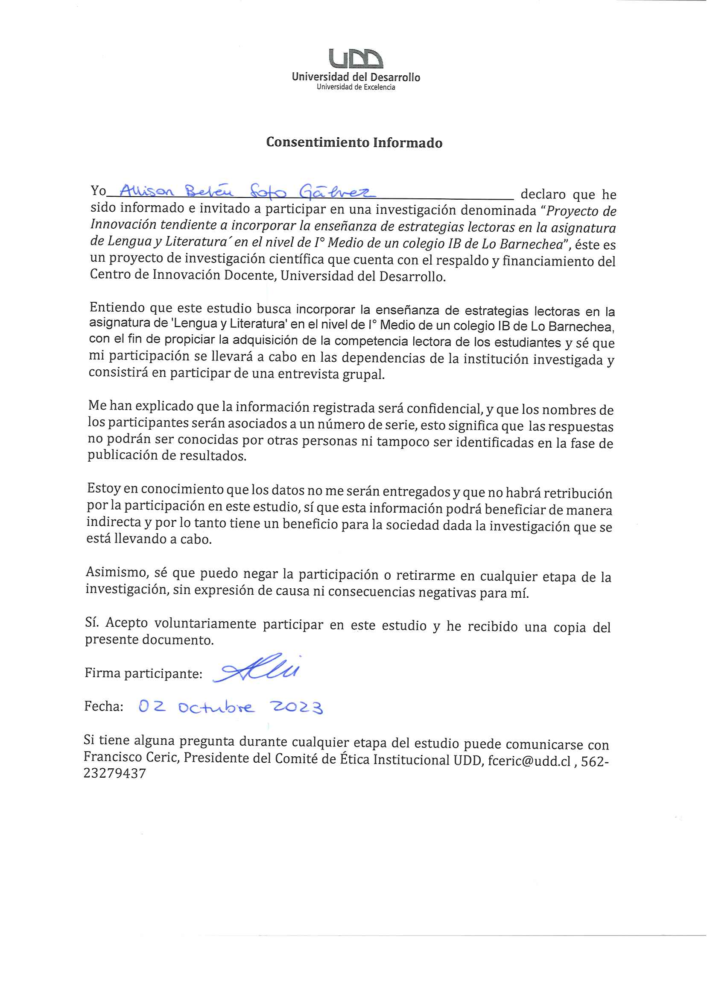 UDD
Universidad del Desarrollo
Universidad de Excelencia
Consentimiento Informado
Yo Allison Belén Soto Gálvez declaro que he
sido informado e invitado a participar en una investigación denominada “Proyecto de
Innovación tendiente a incorporar la enseñanza de estrategias lectoras en la asignatura
de Lengua y Literatura´ en el nivel de I° Medio de un colegio IB de Lo Barnechea”, éste es
un proyecto de investigación científica que cuenta con el respaldo y financiamiento del
Centro de Innovación Docente, Universidad del Desarrollo.
Entiendo que este estudio busca incorporar la enseñanza de estrategias lectoras en la
asignatura de 'Lengua y Literatura' en el nivel de I° Medio de un colegio IB de Lo Barnechea,
con el fin de propiciar la adquisición de la competencia lectora de los estudiantes y sé que
mi participación se llevará a cabo en las dependencias de la institución investigada y
consistirá en participar de una entrevista grupal.
Me han explicado que la información registrada será confidencial, y que los nombres de
los participantes serán asociados a un número de serie, esto significa que las respuestas
no podrán ser conocidas por otras personas ni tampoco ser identificadas en la fase de
publicación de resultados.
Estoy en conocimiento que los datos no me serán entregados y que no habrá retribución
por la participación en este estudio, sí que esta información podrá beneficiar de manera
indirecta y por lo tanto tiene un beneficio para la sociedad dada la investigación que se
está llevando a cabo.
Asimismo, sé que puedo negar la participación o retirarme en cualquier etapa de la
investigación, sin expresión de causa ni consecuencias negativas para mí.
Sí. Acepto voluntariamente participar en este estudio y he recibido una copia del
presente documento.
Firma participante:
Fecha: 02 octubre 2023
Si tiene alguna pregunta durante cualquier etapa del estudio puede comunicarse con
Francisco Ceric, Presidente del Comité de Ética Institucional UDD, fceric@udd.cl , 562-
23279437